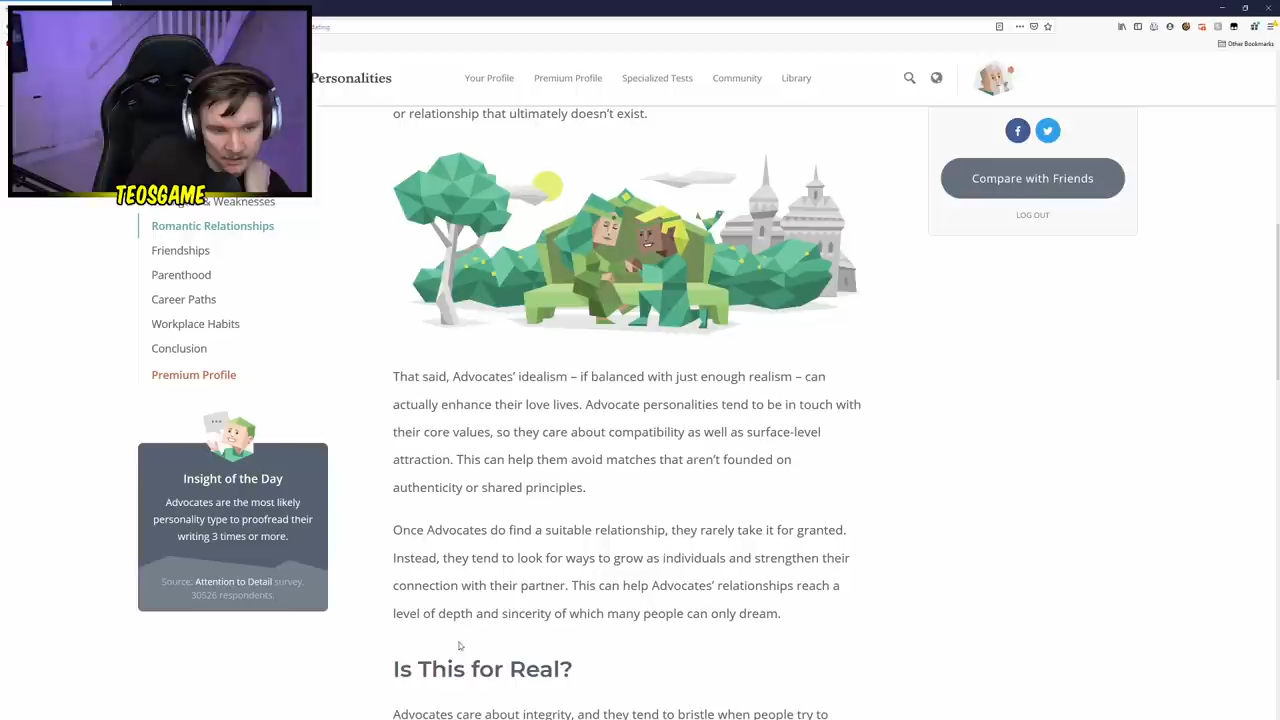 ating
Other Bookmarks
Personalities
Your Profile
Premium Profile
Specialized Tests
Community
Library
TEOSGAME
& Weaknesses
Romantic Relationships
Friendships
Parenthood
Career Paths
Workplace Habits
Conclusion
Premium Profile
Insight of the Day
Advocates are the most likely
personality type to proofread their
writing 3 times or more.
Source: Attention to Detail survey,
30526 respondents.
or relationship that ultimately doesn’t exist.
That said, Advocates’ idealism – if balanced with just enough realism – can
actually enhance their love lives. Advocate personalities tend to be in touch with
their core values, so they care about compatibility as well as surface-level
attraction. This can help them avoid matches that aren’t founded on
authenticity or shared principles.
Once Advocates do find a suitable relationship, they rarely take it for granted.
Instead, they tend to look for ways to grow as individuals and strengthen their
connection with their partner. This can help Advocates’ relationships reach a
level of depth and sincerity of which many people can only dream.
Is This for Real?
Advocates care about integrity, and they tend to bristle when people try to
Compare with Friends
LOG OUT